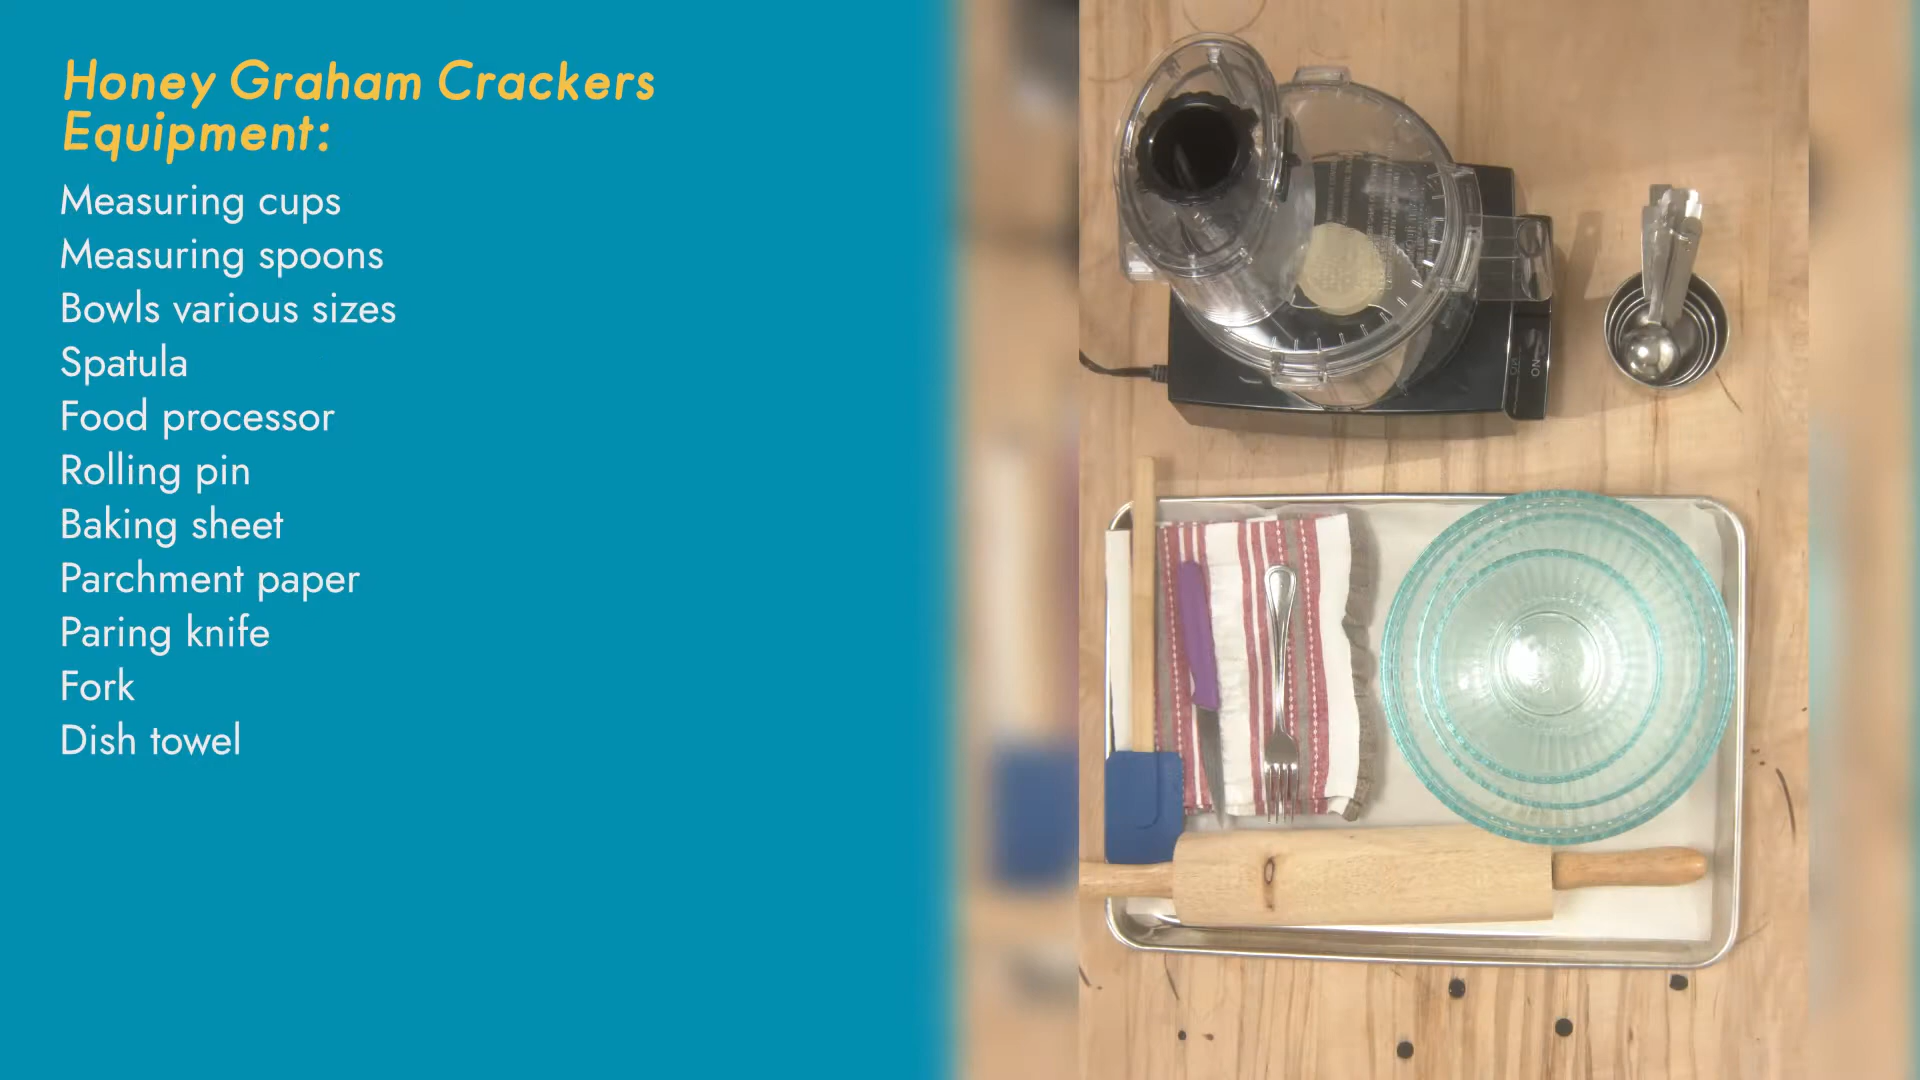 Honey Graham Crackers
Equipment:
Measuring cups
Measuring spoons
Bowls various sizes
Spatula
Food processor
Rolling pin
Baking sheet
Parchment paper
Paring knife
Fork
Dish towel
ON